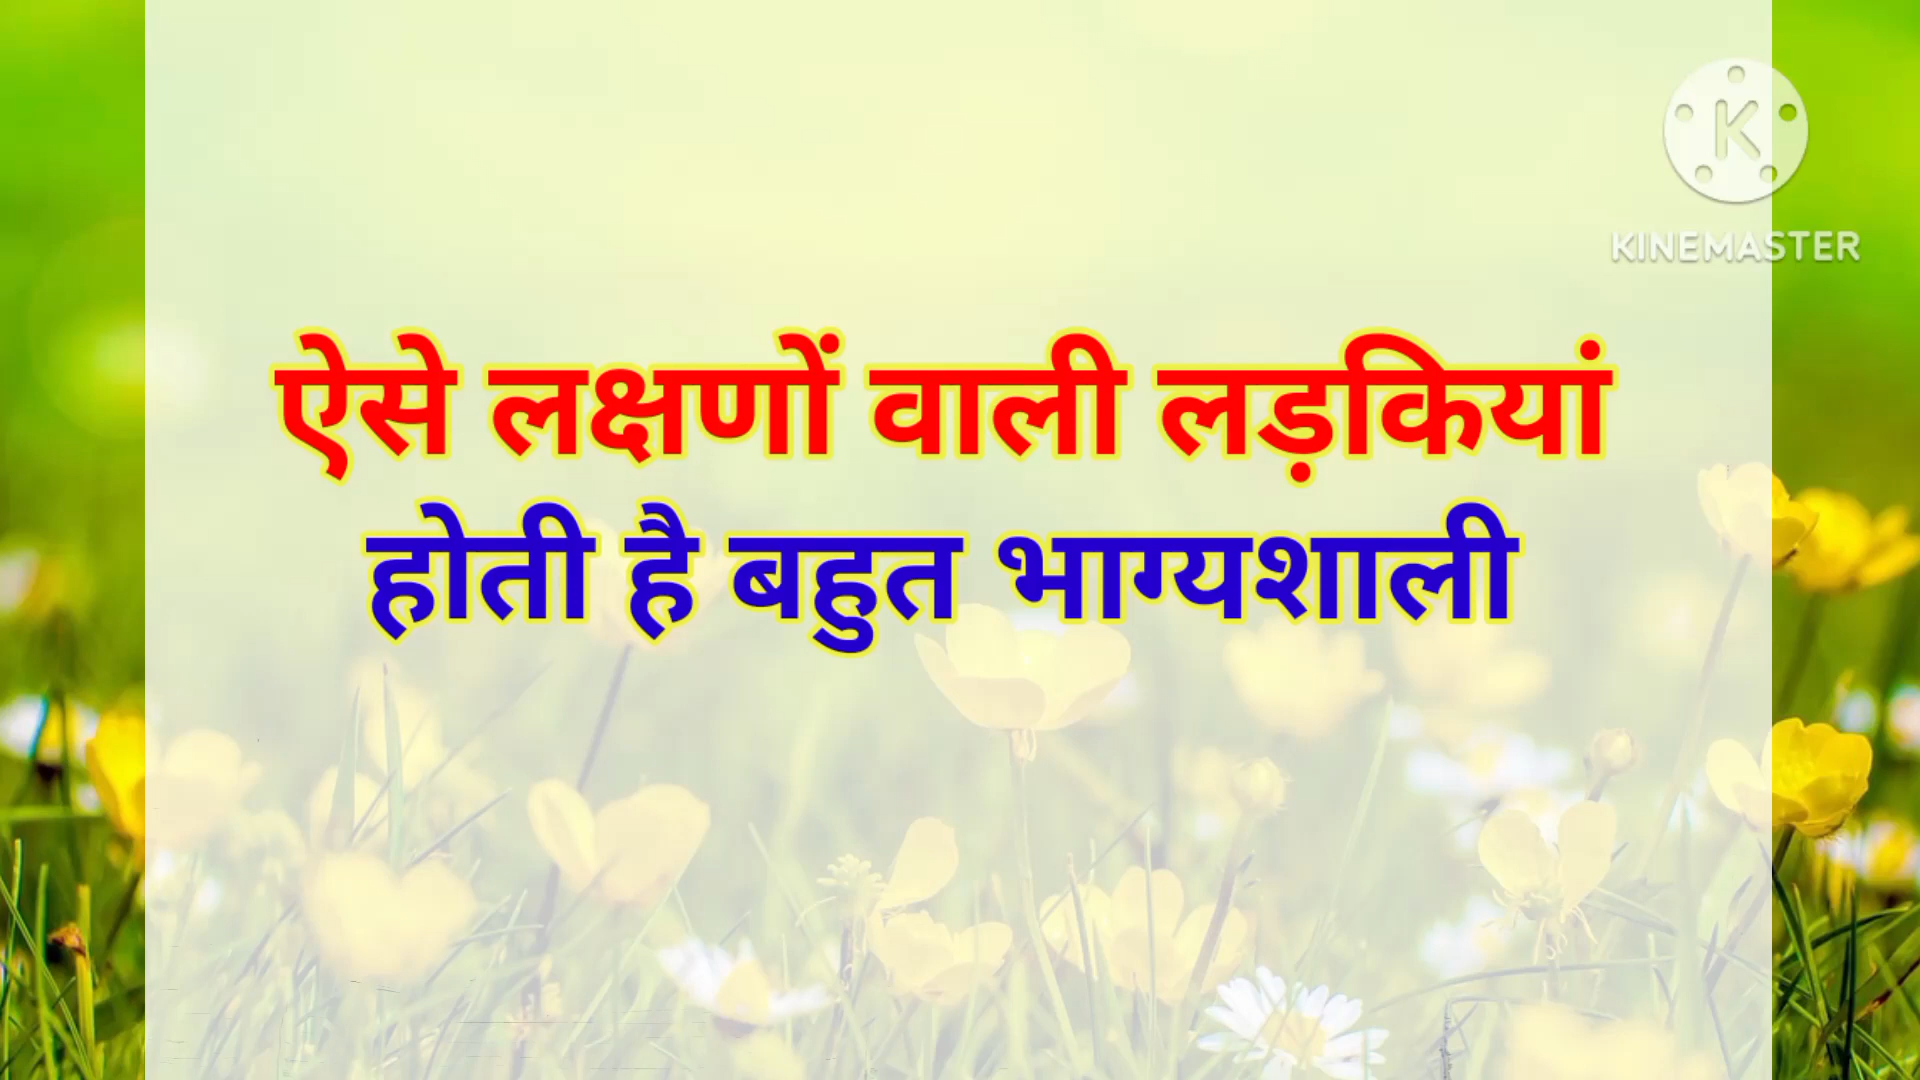 K
KINEMASTER
ऐसे लक्षणों वाली लड़कियां
होती है बहुत भाग्यशाली